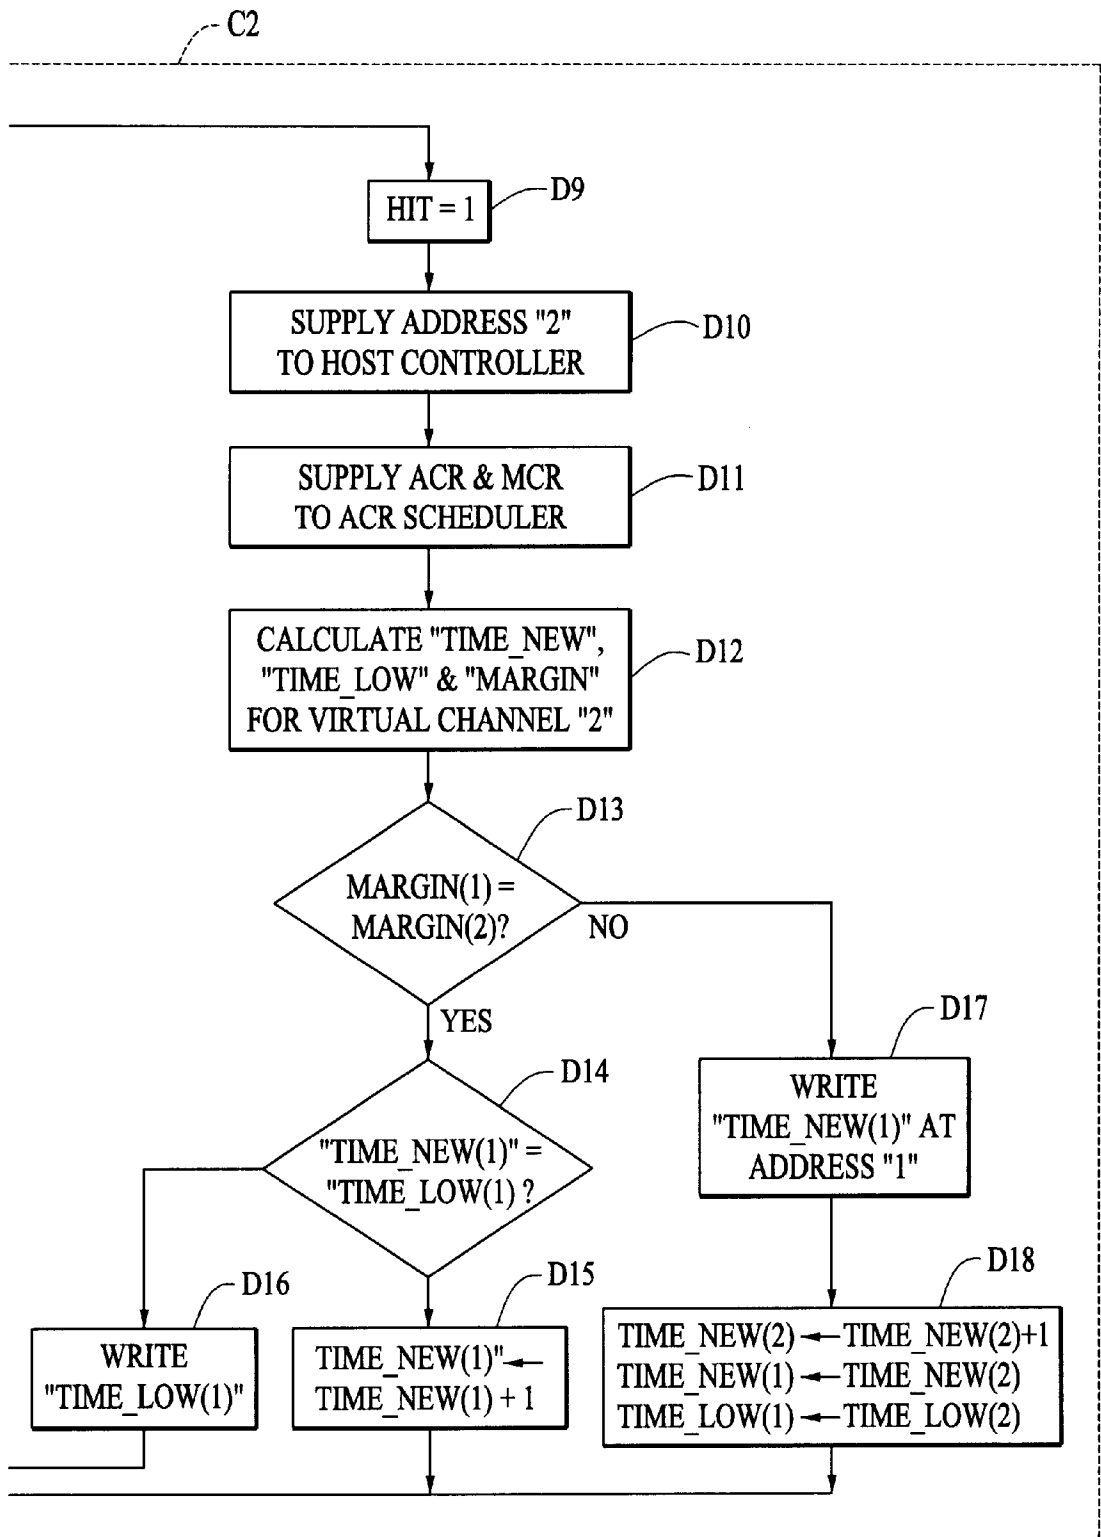 C2
HIT = 1
D9
SUPPLY ADDRESS "2"
TO HOST CONTROLLER
D10
SUPPLY ACR & MCR
TO ACR SCHEDULER
D11
CALCULATE "TIME_NEW",
"TIME_LOW" & "MARGIN"
FOR VIRTUAL CHANNEL "2"
D12
D13
MARGIN(1) =
MARGIN(2)?
NO
YES
D14
"TIME_NEW(1)" =
"TIME_LOW(1) ?
D17
WRITE
"TIME_NEW(1)" AT
ADDRESS "1"
D16
WRITE
"TIME_LOW(1)"
D15
TIME_NEW(1)" ←
TIME_NEW(1) + 1
D18
TIME_NEW(2) ← TIME_NEW(2)+1
TIME_NEW(1) ← TIME_NEW(2)
TIME_LOW(1) ← TIME_LOW(2)